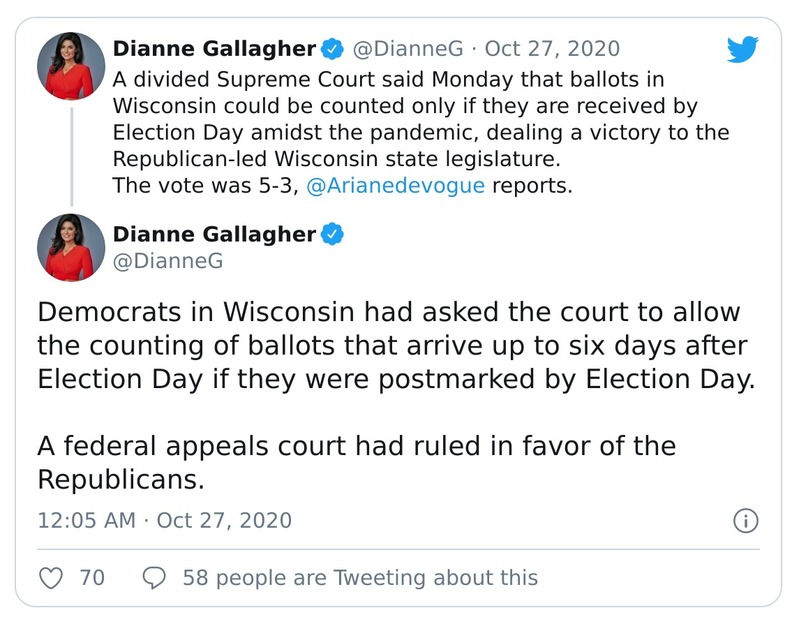 Dianne Gallagher @DianneG · Oct 27, 2020
A divided Supreme Court said Monday that ballots in
Wisconsin could be counted only if they are received by
Election Day amidst the pandemic, dealing a victory to the
Republican-led Wisconsin state legislature.
The vote was 5-3, @Arianedevogue reports.
Dianne Gallagher
@DianneG
Democrats in Wisconsin had asked the court to allow
the counting of ballots that arrive up to six days after
Election Day if they were postmarked by Election Day.
A federal appeals court had ruled in favor of the
Republicans.
12:05 AM · Oct 27, 2020
70 58 people are Tweeting about this